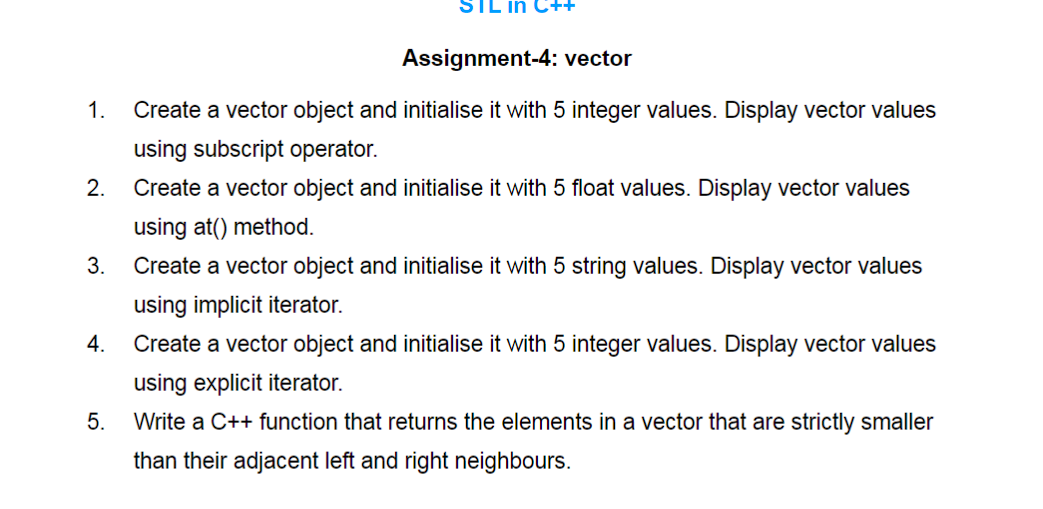 STL in C++
Assignment-4: vector
1. Create a vector object and initialise it with 5 integer values. Display vector values
using subscript operator.
2. Create a vector object and initialise it with 5 float values. Display vector values
using at() method.
3. Create a vector object and initialise it with 5 string values. Display vector values
using implicit iterator.
4. Create a vector object and initialise it with 5 integer values. Display vector values
using explicit iterator.
5. Write a C++ function that returns the elements in a vector that are strictly smaller
than their adjacent left and right neighbours.